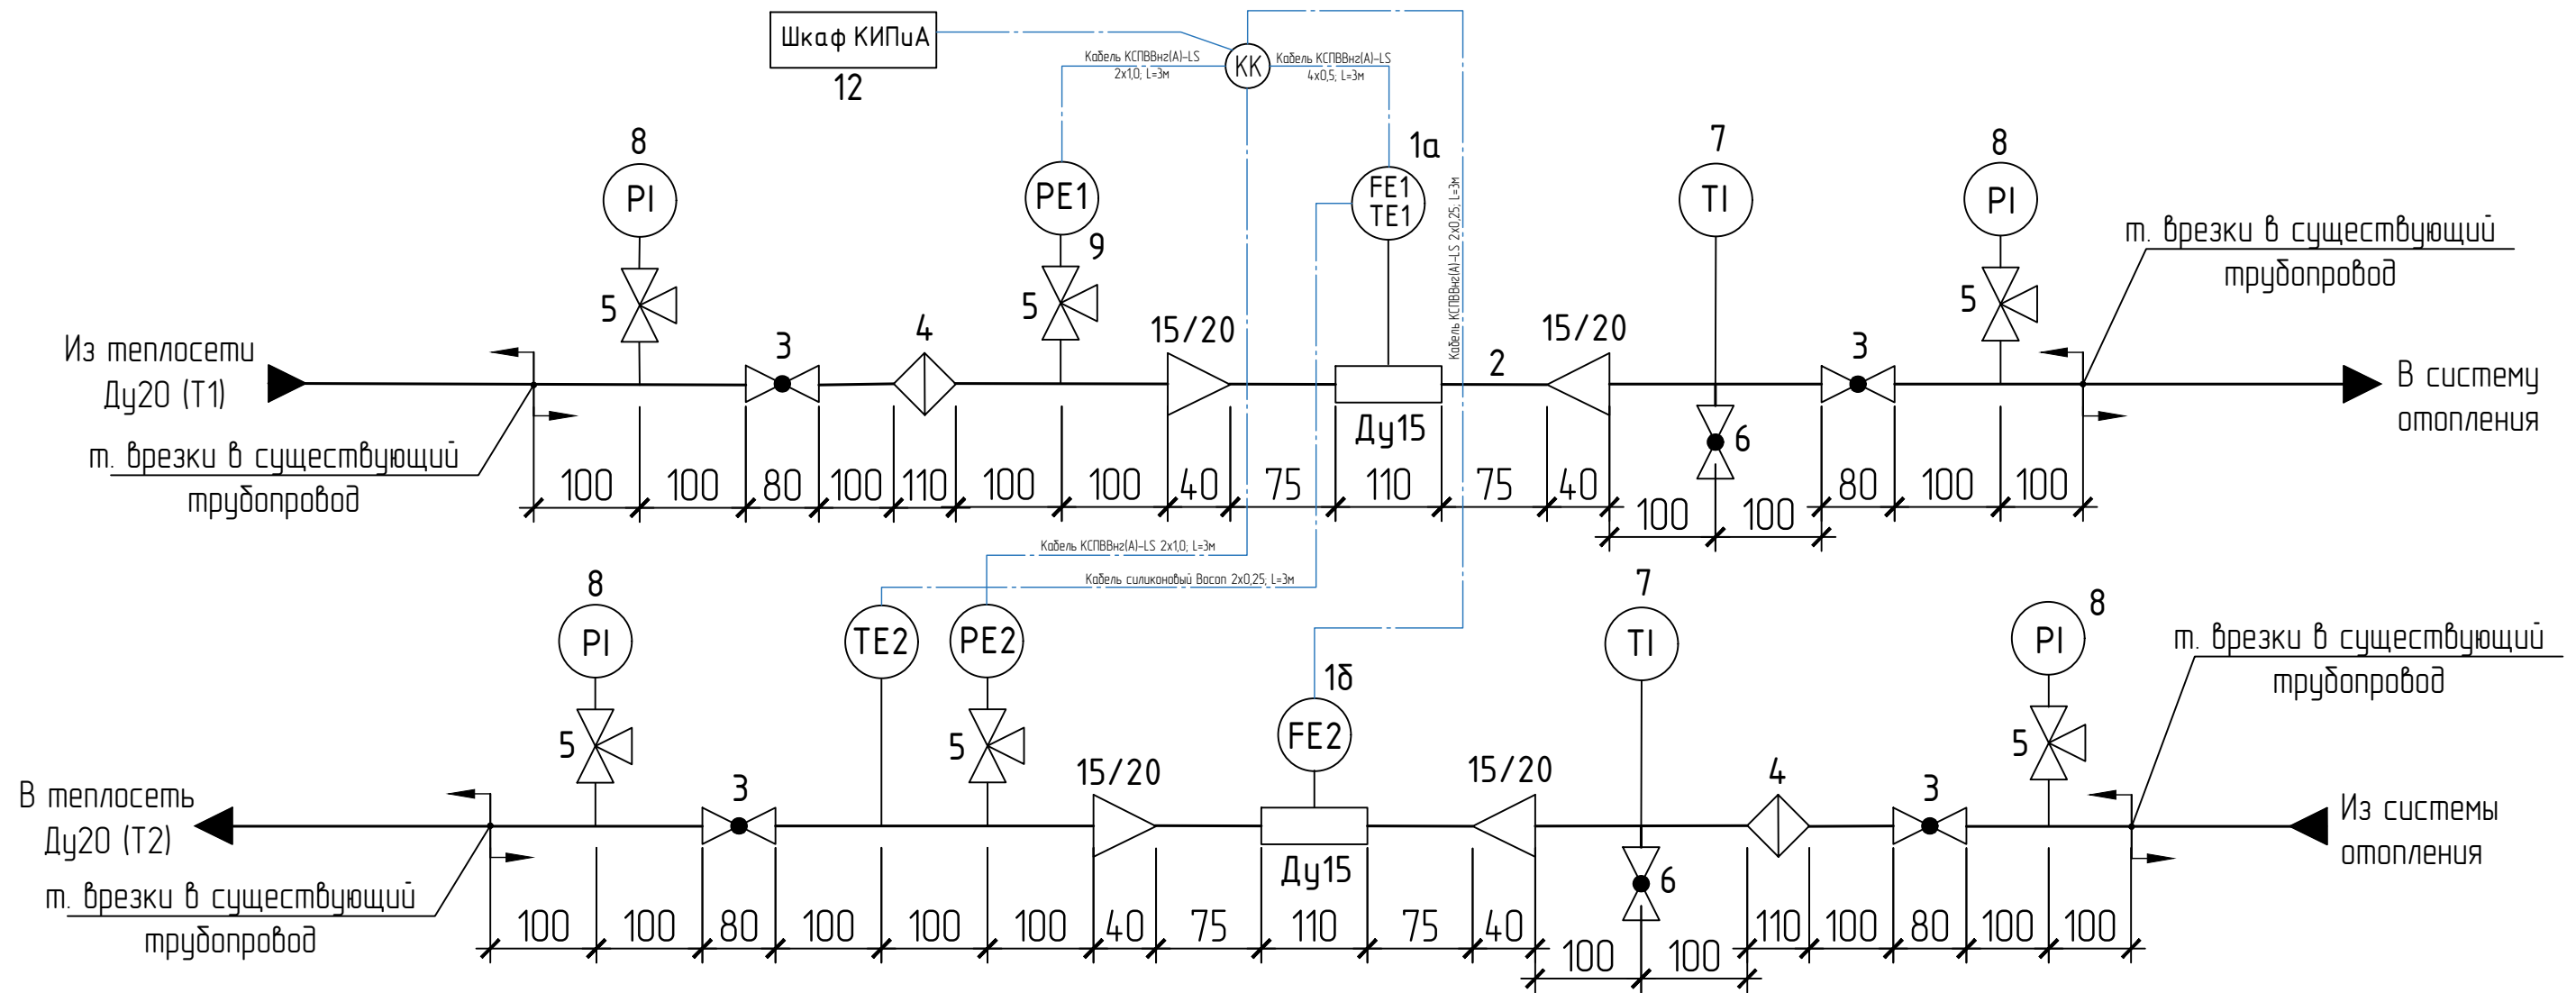 Шкаф КИПиА
12
КК
Кабель КСПВВнг(А)-LS
2х1,0; L=3м
Кабель КСПВВнг(А)-LS
4х0,5; L=3м
Кабель КСПВВнг(А)-LS 2х0,25; L=3м
8
PI
5
PE1
9
5
1а
FE1
TE1
7
TI
8
PI
5
т. врезки в существующий
трубопровод
Из теплосети
Ду20 (Т1)
т. врезки в существующий
трубопровод
3
4
15/20
Ду15
2
15/20
6
3
В систему
отопления
100
100
80
100
110
100
100
40
75
110
75
40
100
100
80
100
100
Кабель КСПВВнг(А)-LS 2х1,0; L=3м
Кабель силиконовый Восоп 2х0,25; L=3м
8
PI
5
TE2
PE2
5
1б
FE2
7
TI
8
PI
5
т. врезки в существующий
трубопровод
В теплосеть
Ду20 (Т2)
т. врезки в существующий
трубопровод
3
15/20
Ду15
15/20
6
4
3
Из системы
отопления
100
100
80
100
100
100
40
75
110
75
40
100
100
110
100
80
100
100